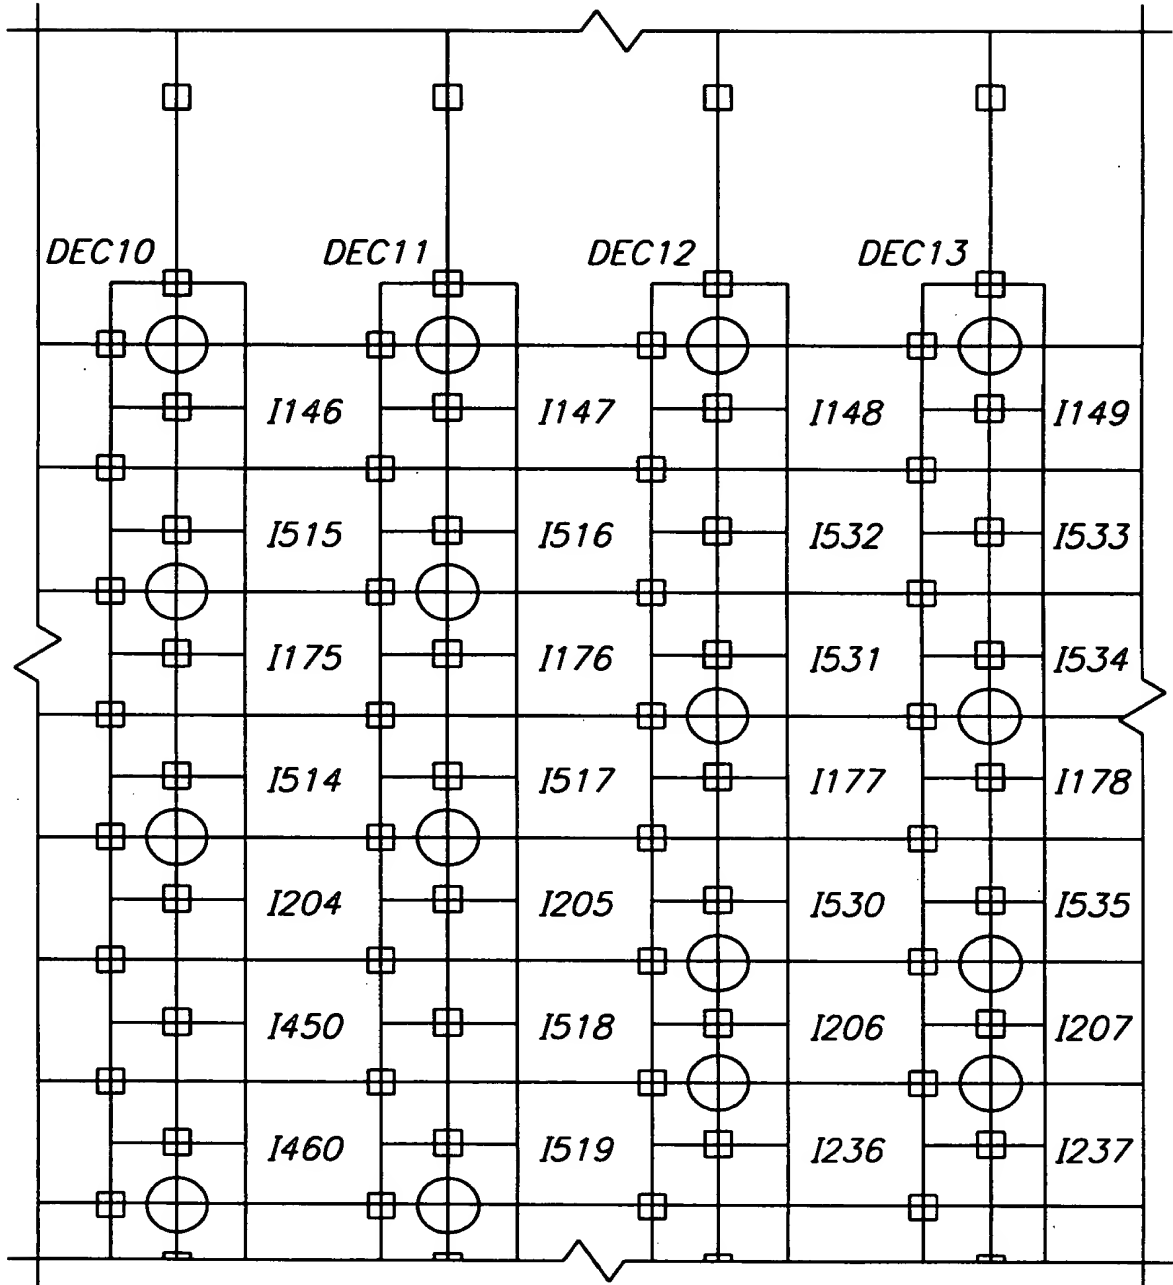 DEC10 DEC11 DEC12 DEC13
I146 I147 I148 I149
I515 I516 I532 I533
I175 I176 I531 I534
I514 I517 I177 I178
I204 I205 I530 I535
I450 I518 I206 I207
I460 I519 I236 I237